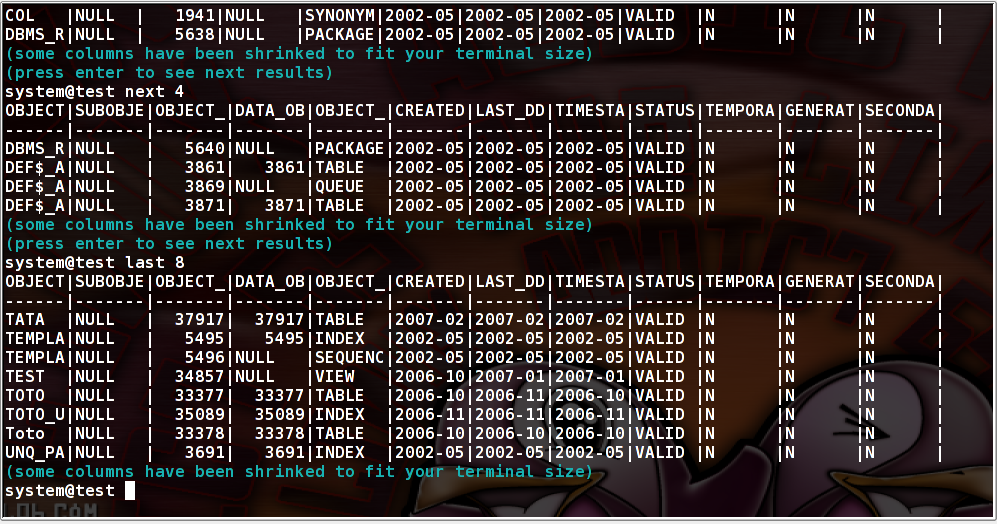 COL   |NULL  |   1941|NULL   |SYNONYM|2002-05|2002-05|2002-05|VALID  |N      |N      |N      |
DBMS_R|NULL  |   5638|NULL   |PACKAGE|2002-05|2002-05|2002-05|VALID  |N      |N      |N      |
(some columns have been shrinked to fit your terminal size)
(press enter to see next results)
system@test next 4
OBJECT|SUBOBJE|OBJECT_|DATA_OB|OBJECT_|CREATED|LAST_DD|TIMESTA|STATUS|TEMPORA|GENERAT|SECONDA|
------|-------|-------|-------|-------|-------|-------|-------|------|-------|-------|-------|
DBMS_R|NULL   |   5640|NULL   |PACKAGE|2002-05|2002-05|2002-05|VALID |N      |N      |N      |
DEF$_A|NULL   |   3861|   3861|TABLE  |2002-05|2002-05|2002-05|VALID |N      |N      |N      |
DEF$_A|NULL   |   3869|NULL   |QUEUE  |2002-05|2002-05|2002-05|VALID |N      |N      |N      |
DEF$_A|NULL   |   3871|   3871|TABLE  |2002-05|2002-05|2002-05|VALID |N      |N      |N      |
(some columns have been shrinked to fit your terminal size)
(press enter to see next results)
system@test last 8
OBJECT|SUBOBJE|OBJECT_|DATA_OB|OBJECT_|CREATED|LAST_DD|TIMESTA|STATUS|TEMPORA|GENERAT|SECONDA|
------|-------|-------|-------|-------|-------|-------|-------|------|-------|-------|-------|
TATA  |NULL   |  37917|  37917|TABLE  |2007-02|2007-02|2007-02|VALID |N      |N      |N      |
TEMPLA|NULL   |   5495|   5495|INDEX  |2002-05|2002-05|2002-05|VALID |N      |N      |N      |
TEMPLA|NULL   |   5496|NULL   |SEQUENC|2002-05|2002-05|2002-05|VALID |N      |N      |N      |
TEST  |NULL   |  34857|NULL   |VIEW   |2006-10|2007-01|2007-01|VALID |N      |N      |N      |
TOTO  |NULL   |  33377|  33377|TABLE  |2006-10|2006-11|2006-10|VALID |N      |N      |N      |
TOTO_U|NULL   |  35089|  35089|INDEX  |2006-11|2006-11|2006-11|VALID |N      |N      |N      |
Toto  |NULL   |  33378|  33378|TABLE  |2006-10|2006-10|2006-10|VALID |N      |N      |N      |
UNQ_PA|NULL   |   3691|   3691|INDEX  |2002-05|2002-05|2002-05|VALID |N      |N      |N      |
(some columns have been shrinked to fit your terminal size)
system@test